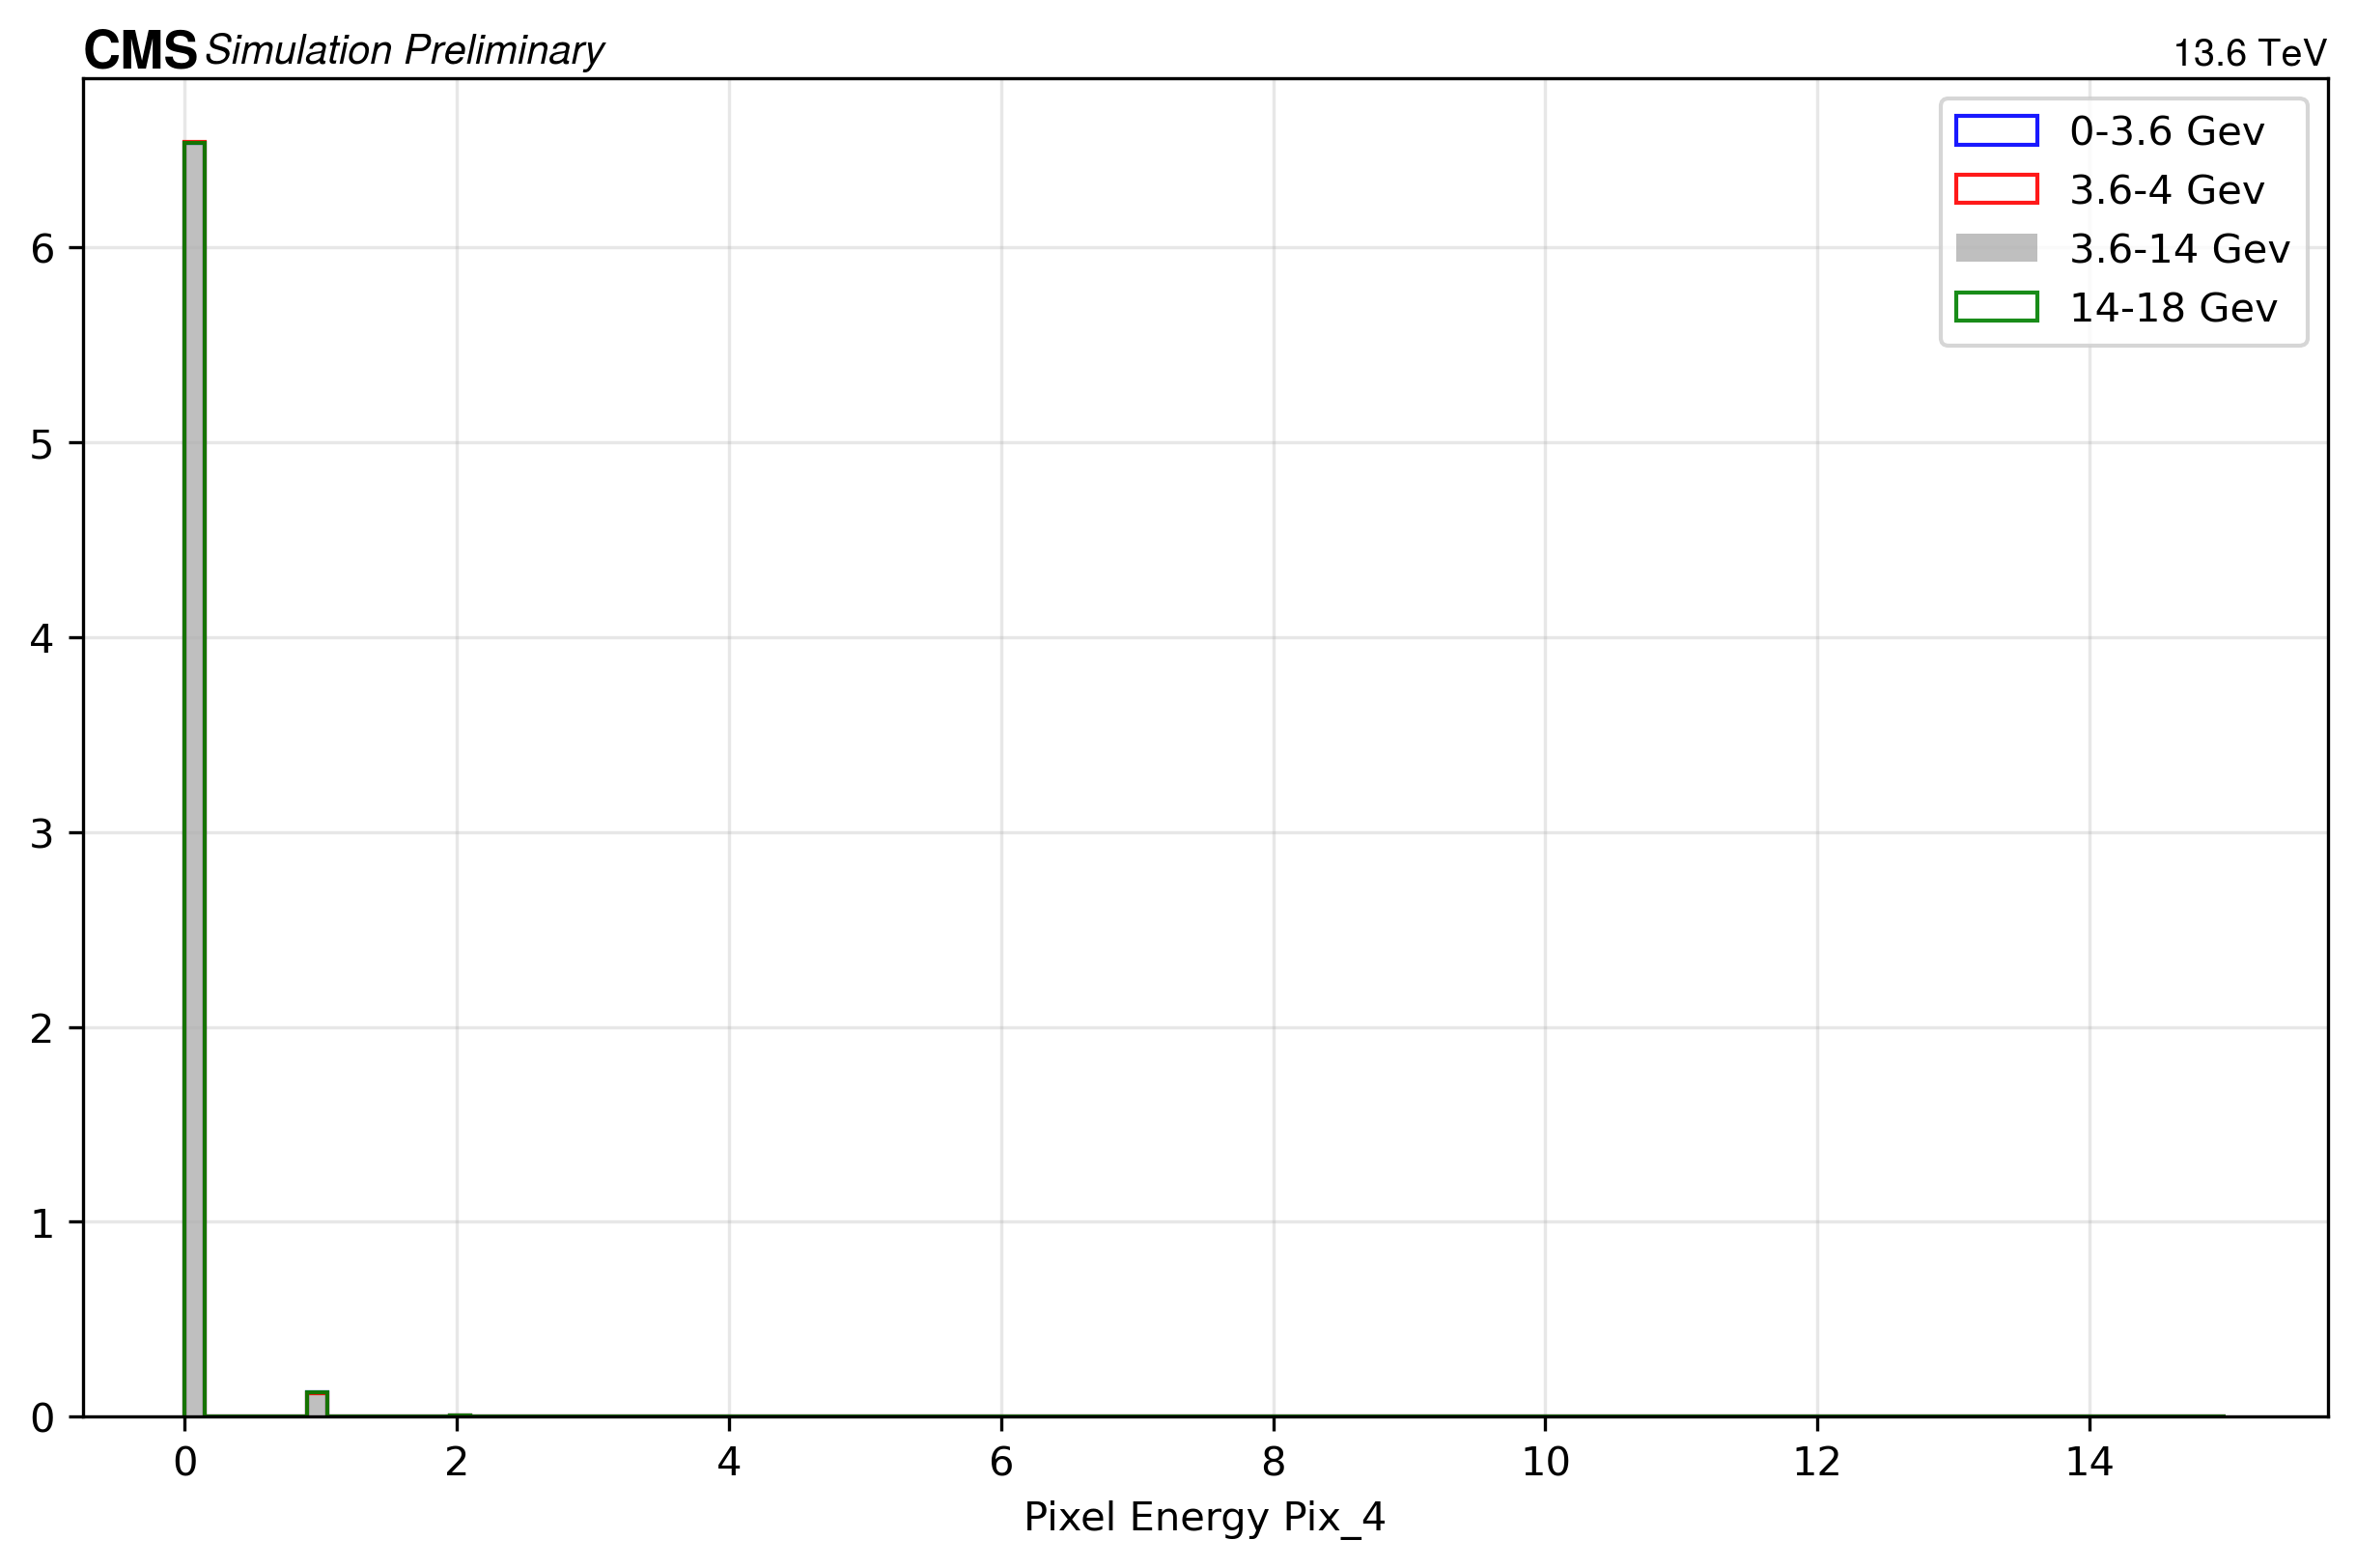 CMS Simulation Preliminary 13.6 TeV
0-3.6 Gev
3.6-4 Gev
3.6-14 Gev
14-18 Gev
6
5
4
3
2
1
0
0 2 4 6 8 10 12 14
Pixel Energy Pix_4